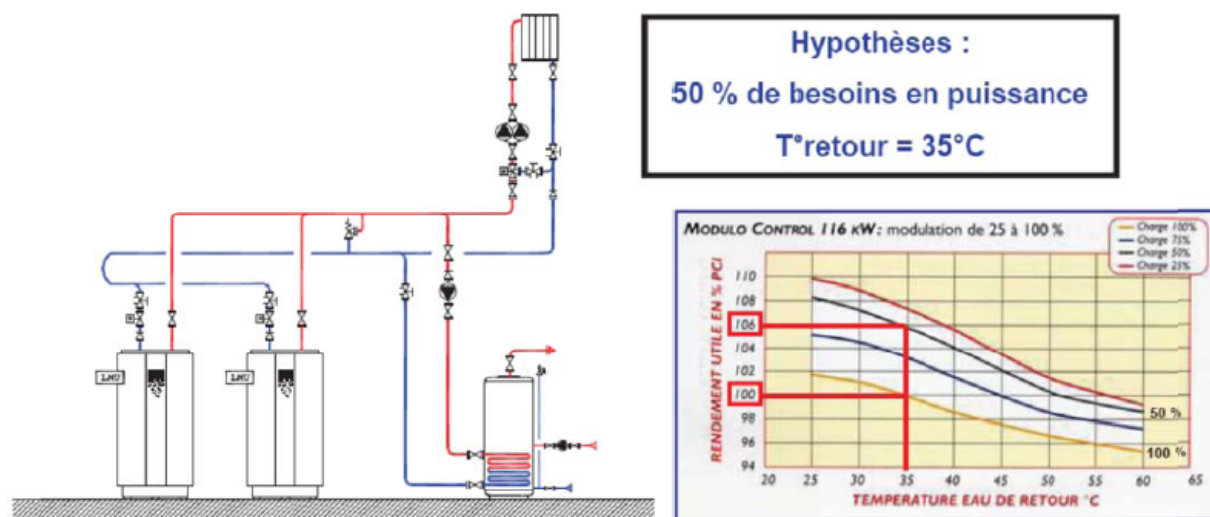 Hypothèses :
50 % de besoins en puissance
T°retour = 35°C
MODULO CONTROL 116 KW : modulation de 25 à 100 %
Charge 100%
Charge 75%
Charge 50%
Charge 25%
RENDEMENT UTILE EN % PCI
110
108
106
104
102
100
98
96
94
50 %
100 %
20 25 30 35 40 45 50 55 60 65
TEMPERATURE EAU DE RETOUR °C
LMU
LMU